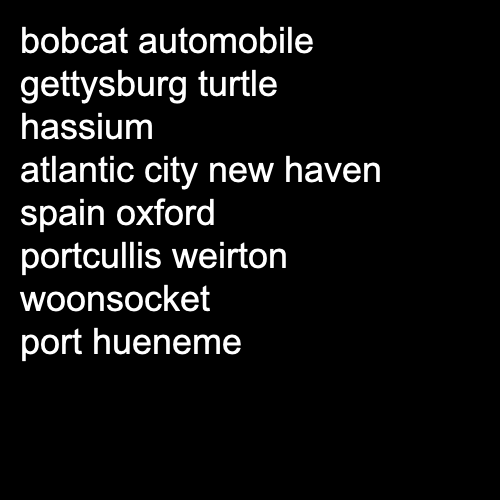 bobcat automobile
gettysburg turtle
hassium
atlantic city new haven
spain oxford
portcullis weirton
woonsocket
port hueneme